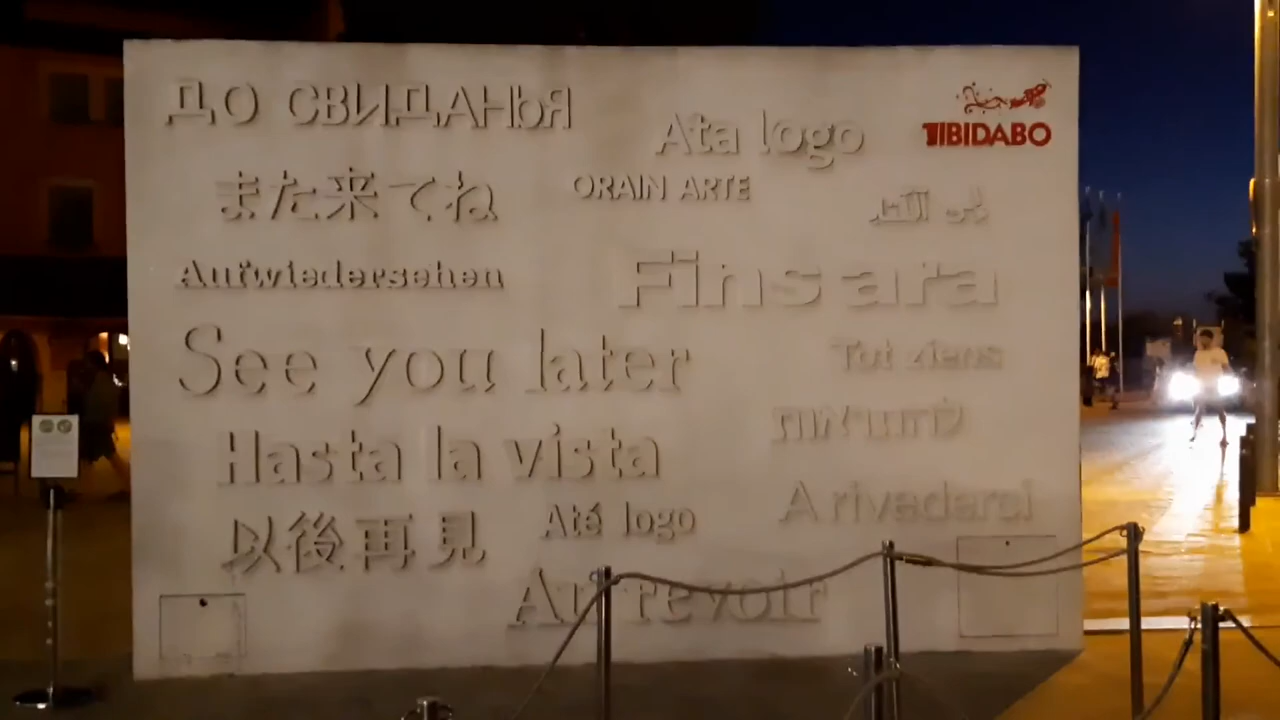 ДО СВИДАНЬЯ
Ata logo
TIBIDABO
また来てね
ORAIN ARTE
Aufwiedersehen
Fins ara
See you later
Tot ziens
Hasta la vista
A rivederci
以後再見
Até logo
Au revoir